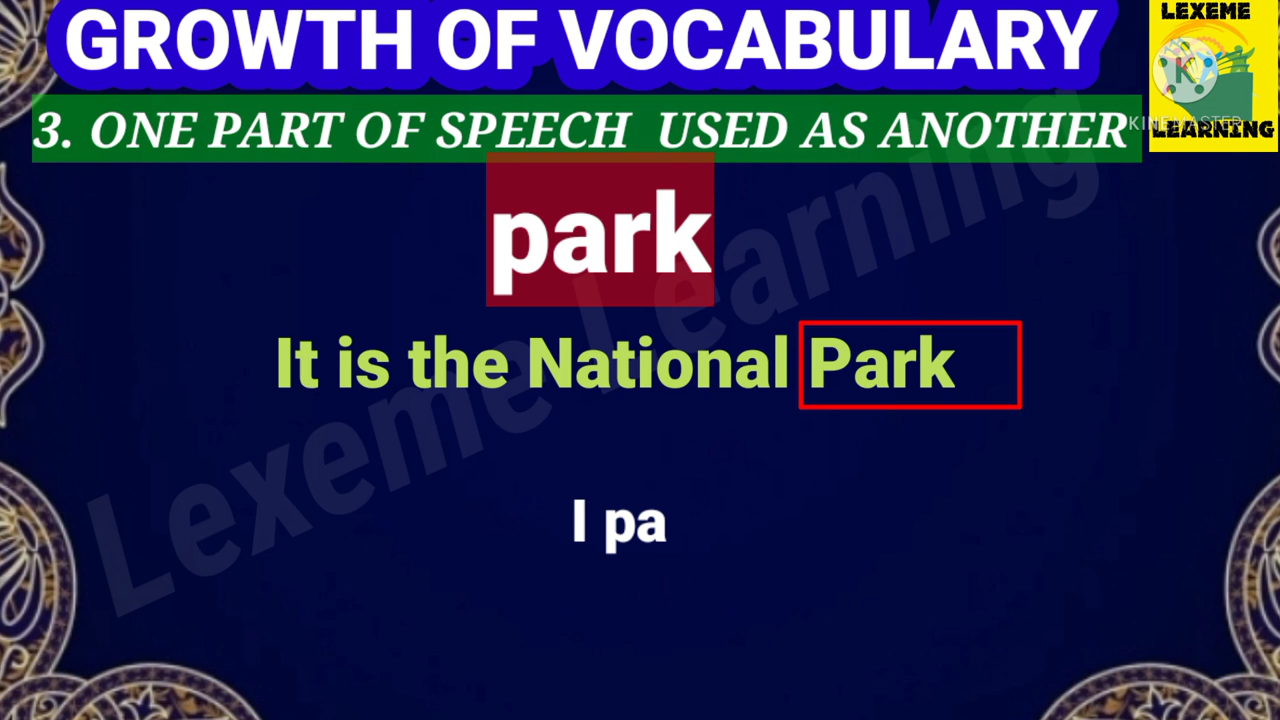 GROWTH OF VOCABULARY
3. ONE PART OF SPEECH USED AS ANOTHER
LEXEME
K
LEARNING
KINEMASTER
park
It is the National Park
I pa
Lexeme Learning